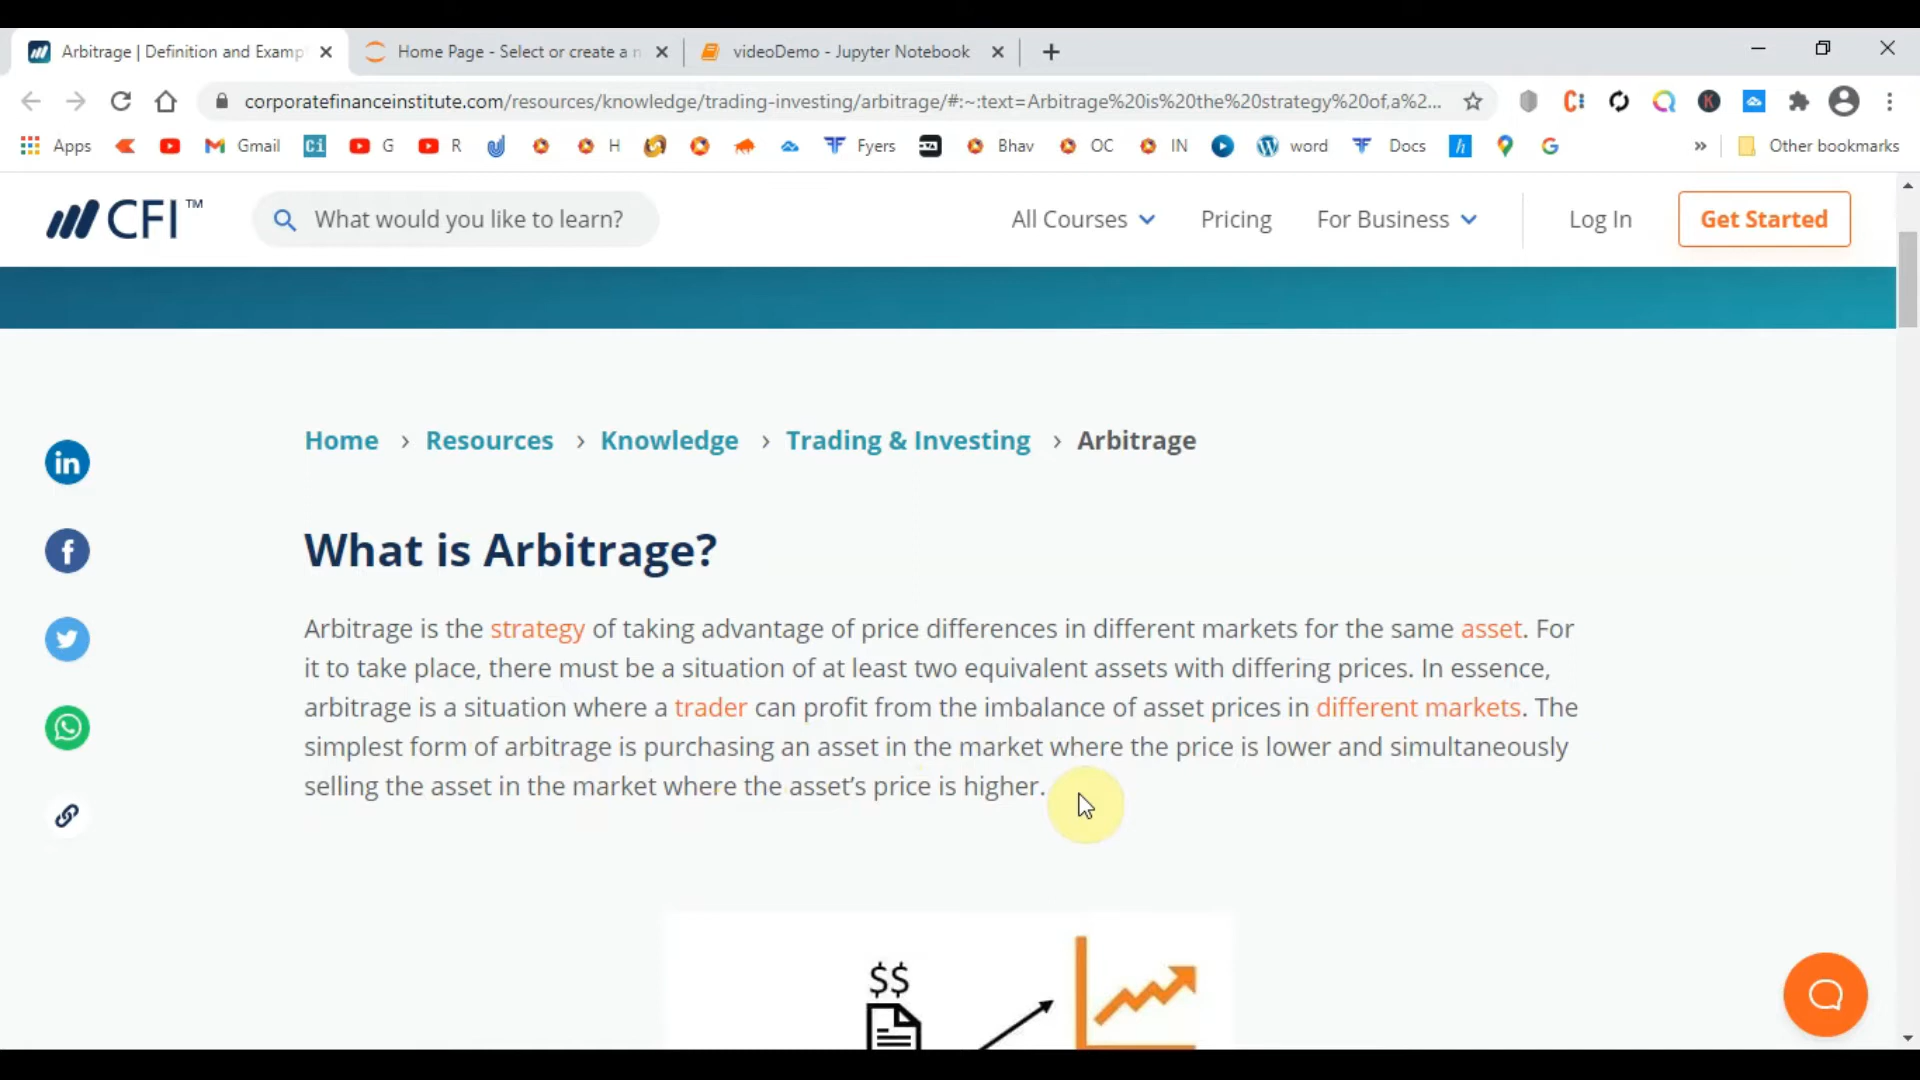 Arbitrage | Definition and Examp
Home Page - Select or create a n
videoDemo - Jupyter Notebook
corporatefinanceinstitute.com/resources/knowledge/trading-investing/arbitrage/#:~:text=Arbitrage%20is%20the%20strategy%20of,a%2...
Apps Gmail Ci G R H Fyers Bhav OC IN word Docs h Other bookmarks
CFI™ What would you like to learn? All Courses Pricing For Business Log In Get Started
Home > Resources > Knowledge > Trading & Investing > Arbitrage
What is Arbitrage?
Arbitrage is the strategy of taking advantage of price differences in different markets for the same asset. For
it to take place, there must be a situation of at least two equivalent assets with differing prices. In essence,
arbitrage is a situation where a trader can profit from the imbalance of asset prices in different markets. The
simplest form of arbitrage is purchasing an asset in the market where the price is lower and simultaneously
selling the asset in the market where the asset’s price is higher.
$$